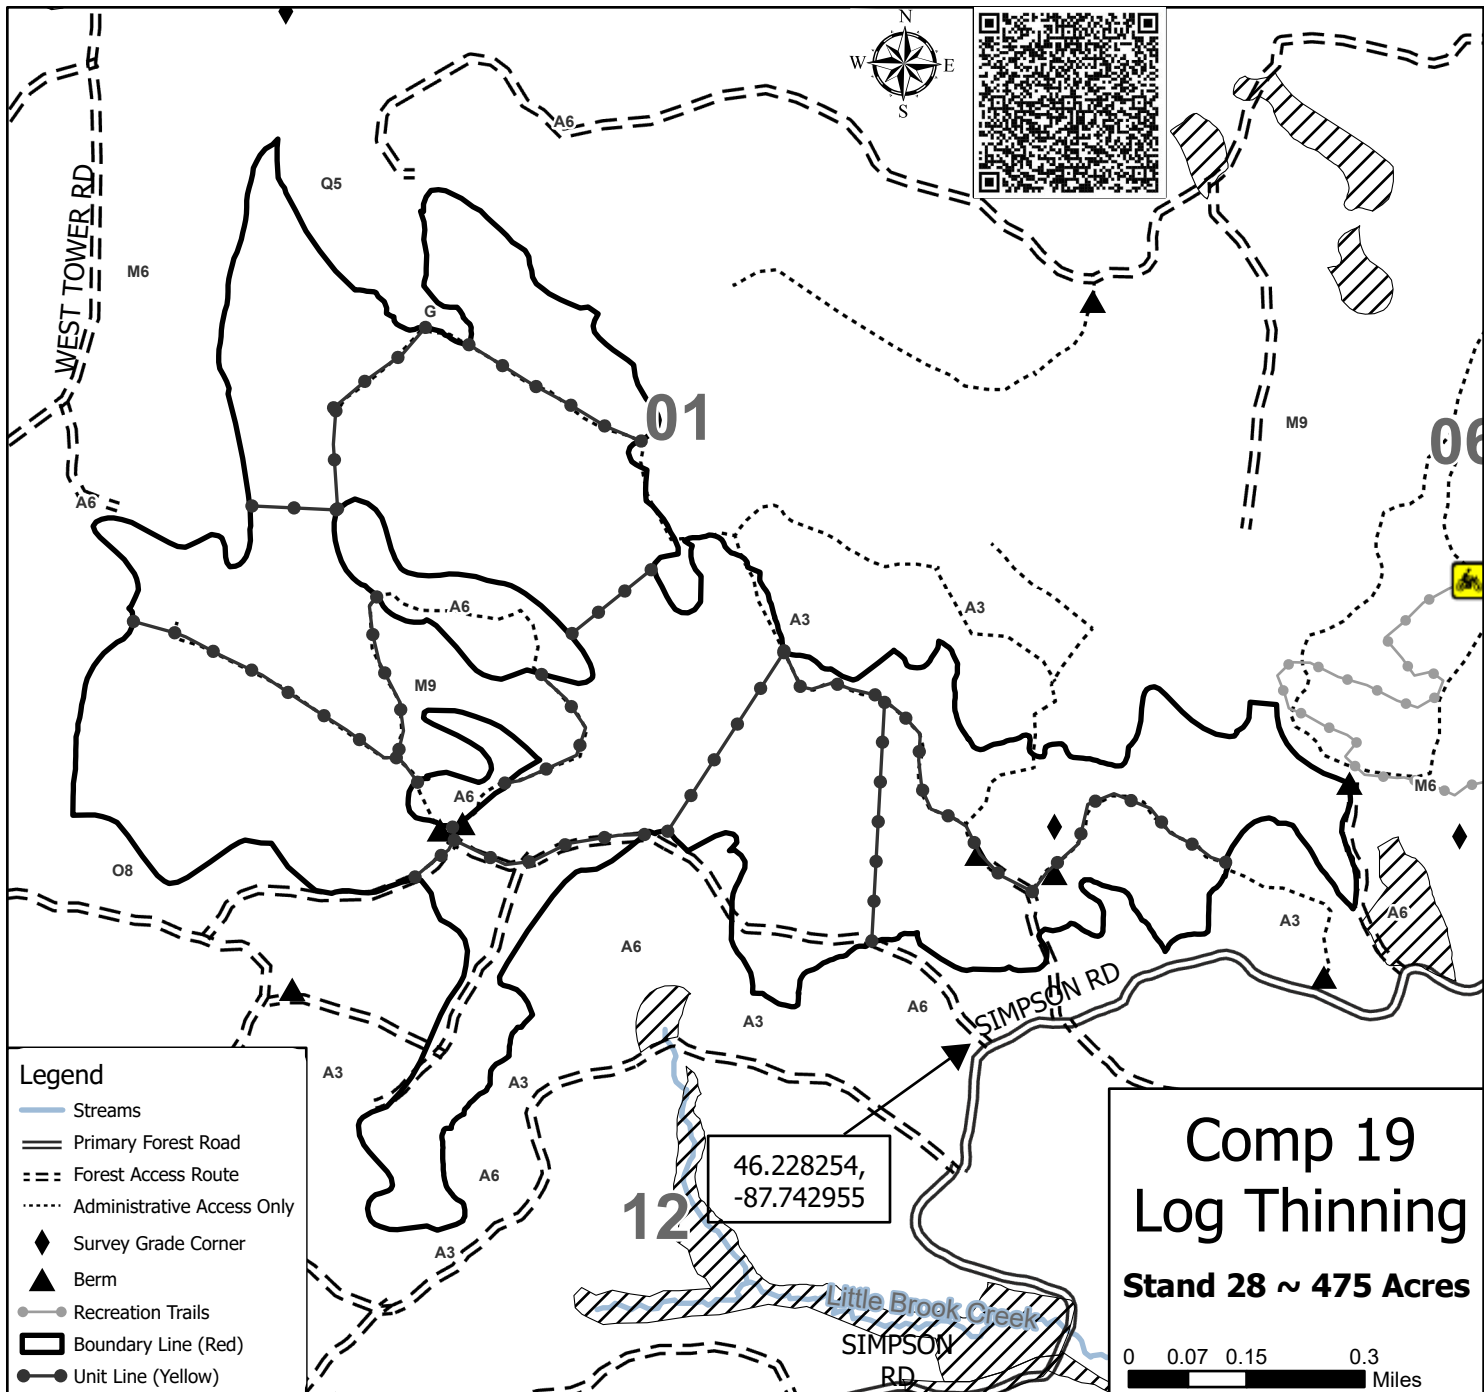 N
W E
S
A6
Q5
WEST TOWER RD
M6
G
01
M9
06
A6
A6
A3
A3
M9
M6
A6
O8
A3
A6
A6
A6
SIMPSON RD
A3
A3
A3
A6
A3
12
46.228254,
-87.742955
Little Brook Creek
SIMPSON
RD
Legend
Streams
Primary Forest Road
Forest Access Route
Administrative Access Only
Survey Grade Corner
Berm
Recreation Trails
Boundary Line (Red)
Unit Line (Yellow)
Comp 19
Log Thinning
Stand 28 ~ 475 Acres
0 0.07 0.15 0.3
Miles